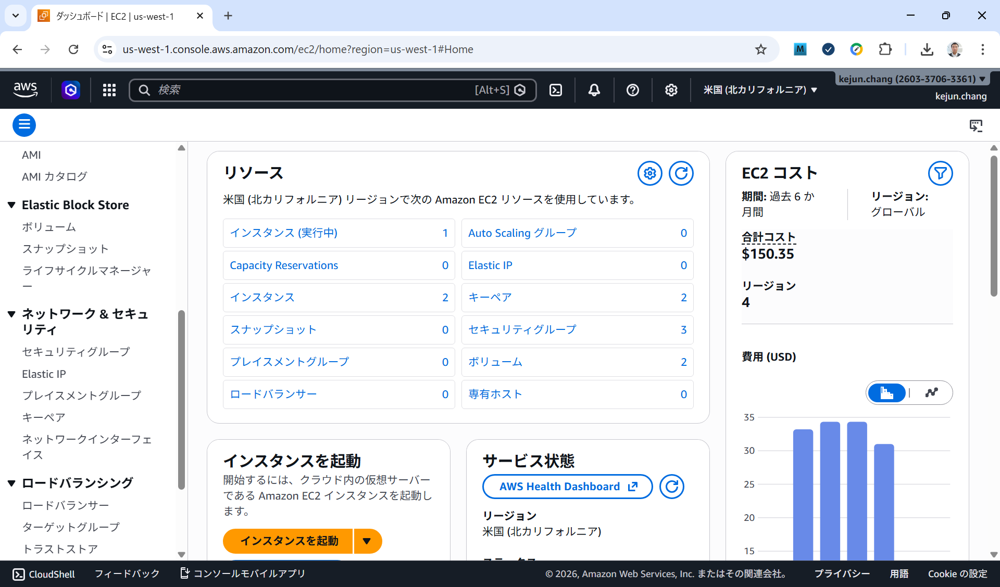 ダッシュボード | EC2 | us-west-1
us-west-1.console.aws.amazon.com/ec2/home?region=us-west-1#Home
M
aws
検索
[Alt+S]
米国 (北カリフォルニア) ▼
kejun.chang (2603-3706-3361) ▼
kejun.chang
AMI
AMI カタログ
Elastic Block Store
ボリューム
スナップショット
ライフサイクルマネージャ
ー
ネットワーク & セキュ
リティ
セキュリティグループ
Elastic IP
プレイスメントグループ
キーペア
ネットワークインターフェ
イス
ロードバランシング
ロードバランサー
ターゲットグループ
トラストストア
リソース
米国 (北カリフォルニア) リージョンで次の Amazon EC2 リソースを使用しています。
インスタンス (実行中) 1
Auto Scaling グループ 0
Capacity Reservations 0
Elastic IP 0
インスタンス 2
キーペア 2
スナップショット 0
セキュリティグループ 3
プレイスメントグループ 0
ボリューム 2
ロードバランサー 0
専有ホスト 0
インスタンスを起動
開始するには、クラウド内の仮想サーバー
である Amazon EC2 インスタンスを起動し
ます。
インスタンスを起動
サービス状態
AWS Health Dashboard
リージョン
米国 (北カリフォルニア)
EC2 コスト
期間: 過去 6 か
月間
リージョン:
グローバル
合計コスト
$150.35
リージョン
4
費用 (USD)
35
30
25
20
15
CloudShell
フィードバック
コンソールモバイルアプリ
© 2026, Amazon Web Services, Inc. またはその関連会社。
プライバシー
用語
Cookie の設定